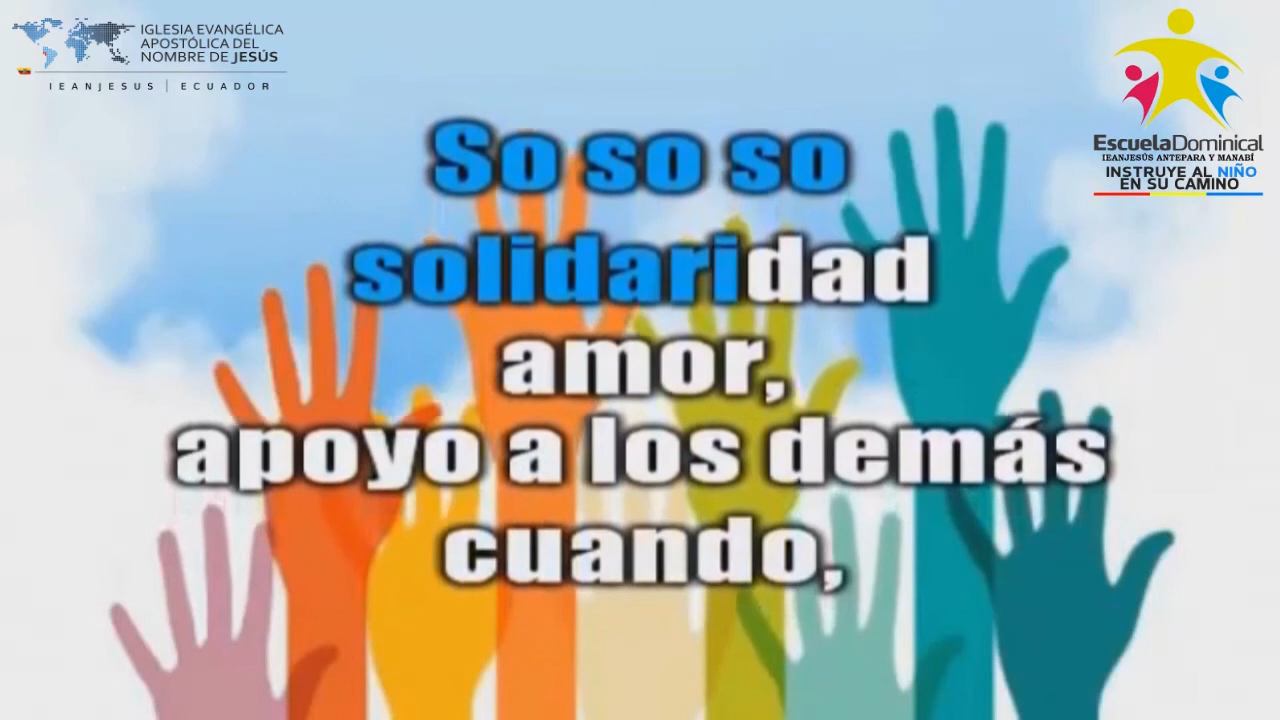 IGLESIA EVANGÉLICA
APOSTÓLICA DEL
NOMBRE DE JESÚS
IEANJESUS | ECUADOR
EscuelaDominical
IEANJESÚS ANTEPARA Y MANABÍ
INSTRUYE AL NIÑO
EN SU CAMINO
So so so
solidaridad
amor,
apoyo a los demás
cuando,